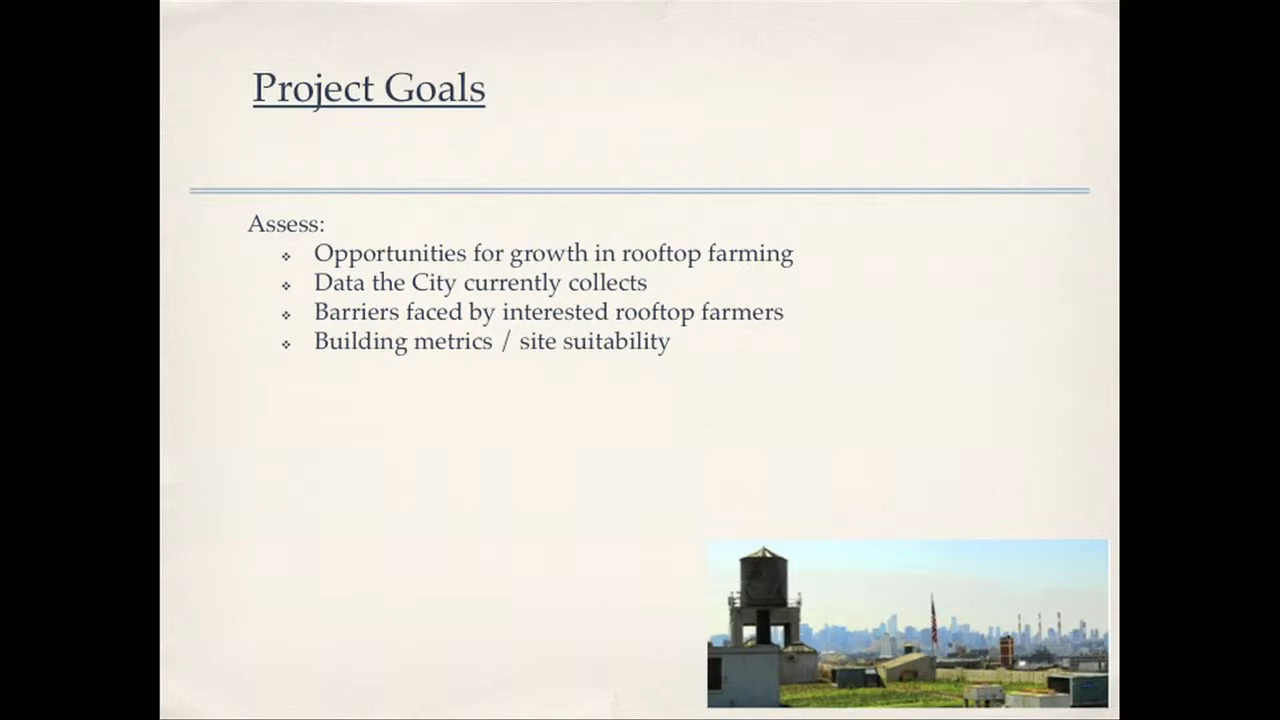 Project Goals
Assess:
❖ Opportunities for growth in rooftop farming
❖ Data the City currently collects
❖ Barriers faced by interested rooftop farmers
❖ Building metrics / site suitability